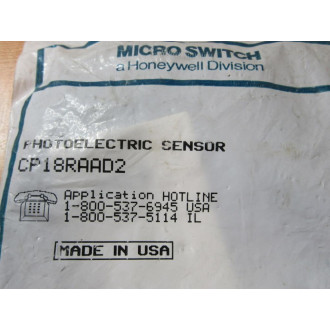 MICRO SWITCH
a Honeywell Division
PHOTOELECTRIC SENSOR
CP18RAAD2
Application HOTLINE
1-800-537-6945 USA
1-800-537-5114 IL
MADE IN USA